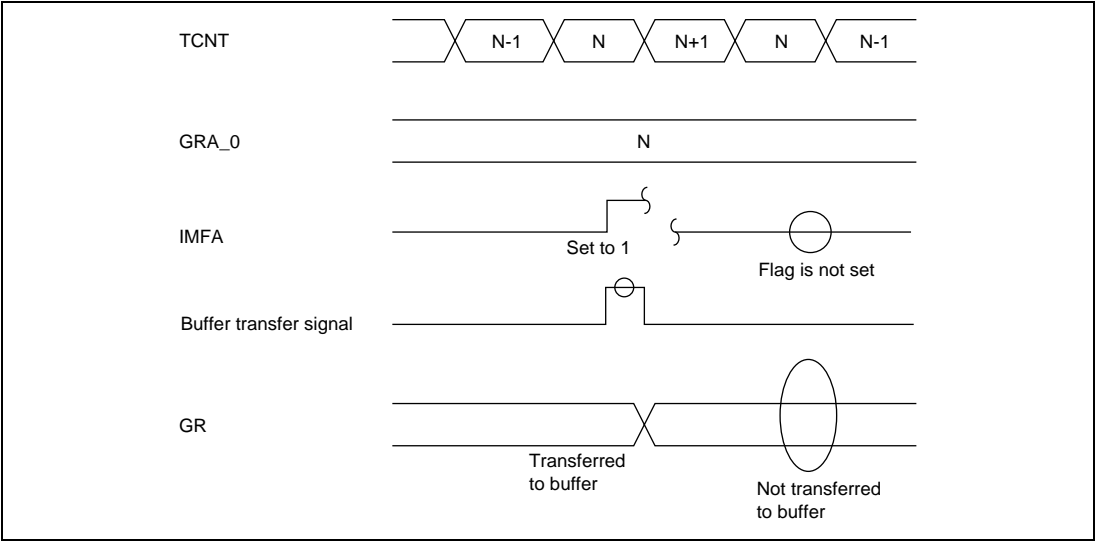 TCNT
N-1
N
N+1
N
N-1
GRA_0
N
IMFA
Set to 1
Flag is not set
Buffer transfer signal
GR
Transferred
to buffer
Not transferred
to buffer